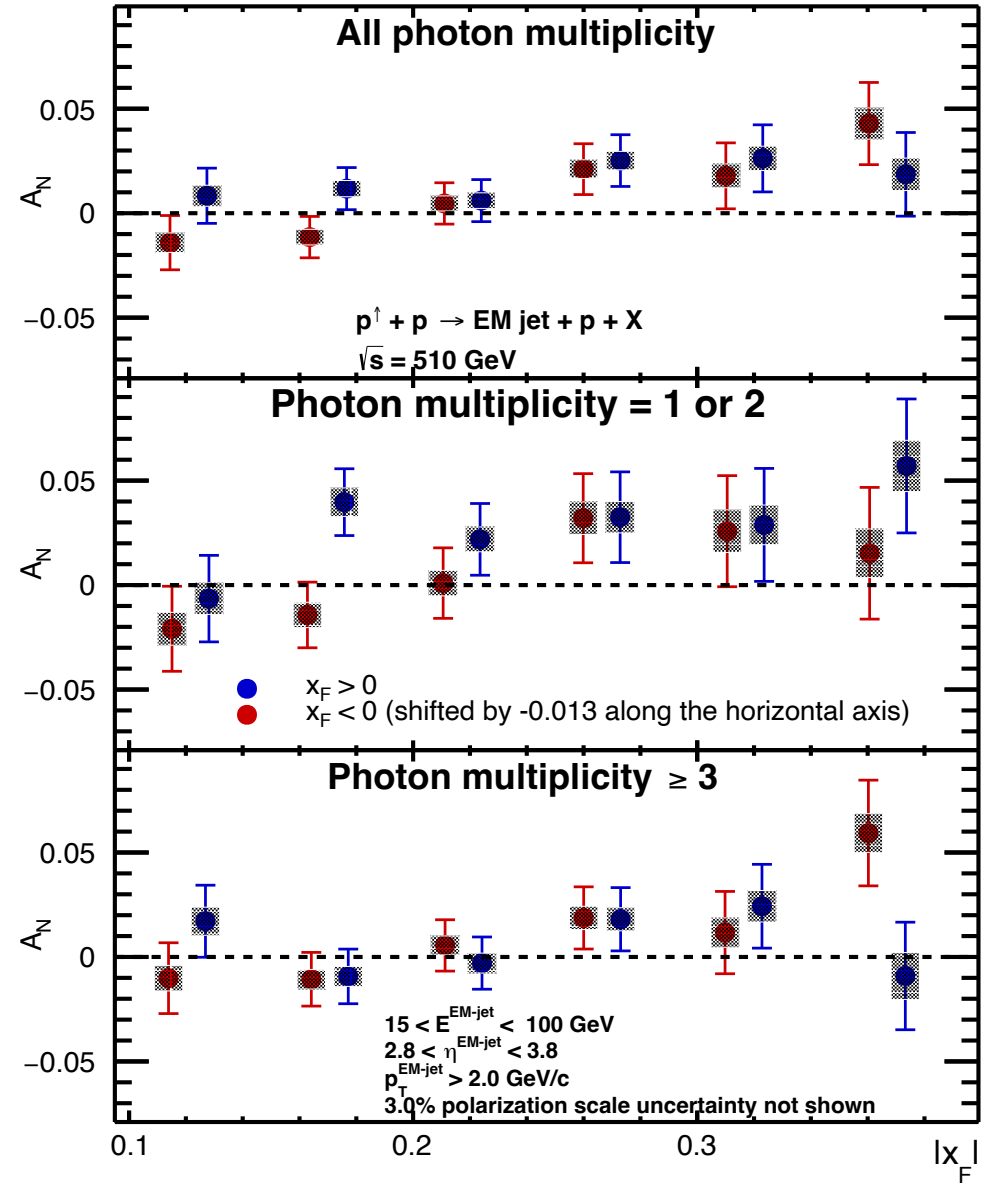 All photon multiplicity
0.05
A_N
0
−0.05
p^↑ + p → EM jet + p + X
√s = 510 GeV
Photon multiplicity = 1 or 2
0.05
A_N
0
−0.05
x_F > 0
x_F < 0 (shifted by -0.013 along the horizontal axis)
Photon multiplicity ≥ 3
0.05
A_N
0
−0.05
15 < E^EM-jet < 100 GeV
2.8 < η^EM-jet < 3.8
p_T^EM-jet > 2.0 GeV/c
3.0% polarization scale uncertainty not shown
0.1 0.2 0.3 |x_F|